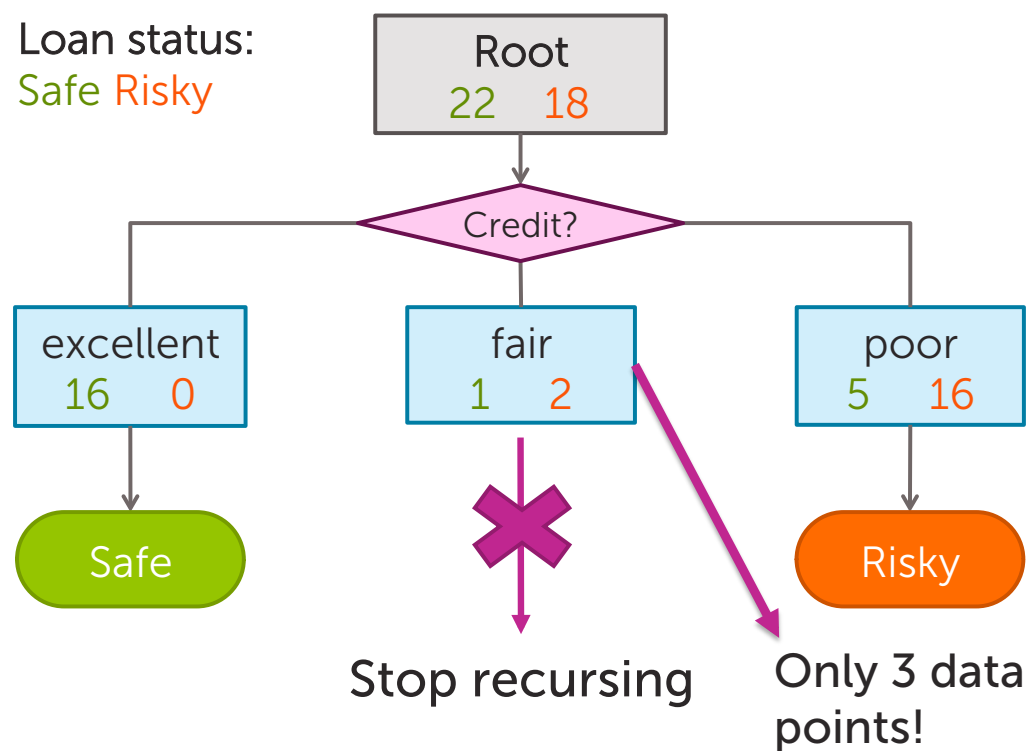 Loan status:
Safe Risky
Root
22 18
Credit?
excellent
16 0
fair
1 2
poor
5 16
Safe
Risky
Stop recursing
Only 3 data
points!